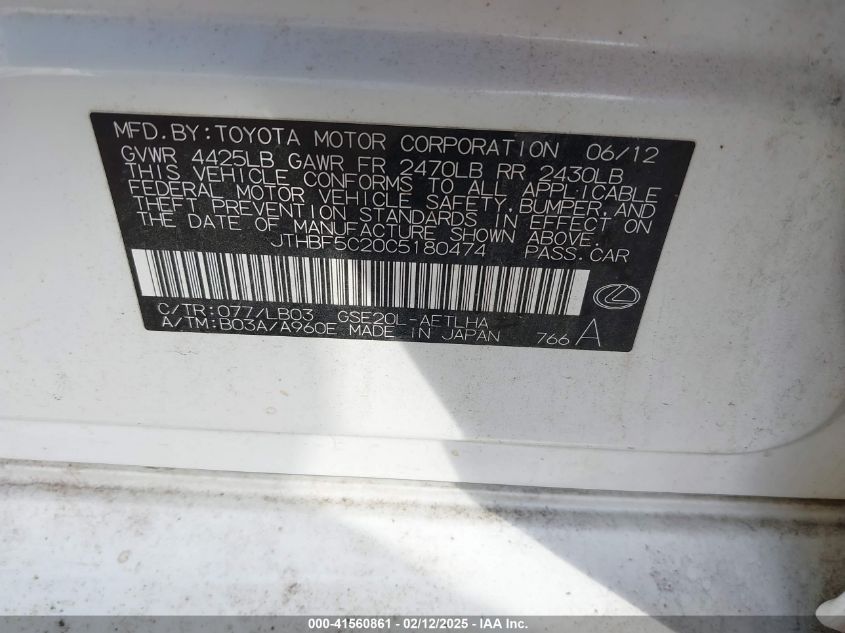 MFD.BY:TOYOTA MOTOR CORPORATION 06/12
GVWR 4425LB GAWR FR 2470LB RR 2430LB
THIS VEHICLE CONFORMS TO ALL APPLICABLE
FEDERAL MOTOR VEHICLE SAFETY, BUMPER, AND
THEFT PREVENTION STANDARDS IN EFFECT ON
THE DATE OF MANUFACTURE SHOWN ABOVE.
JTHBF5C20C5180474 PASS.CAR
C/TR:077/LB03 GSE20L-AETLHA
A/TM:B03A/A960E MADE IN JAPAN 766 A
000-41560861 - 02/12/2025 - IAA Inc.